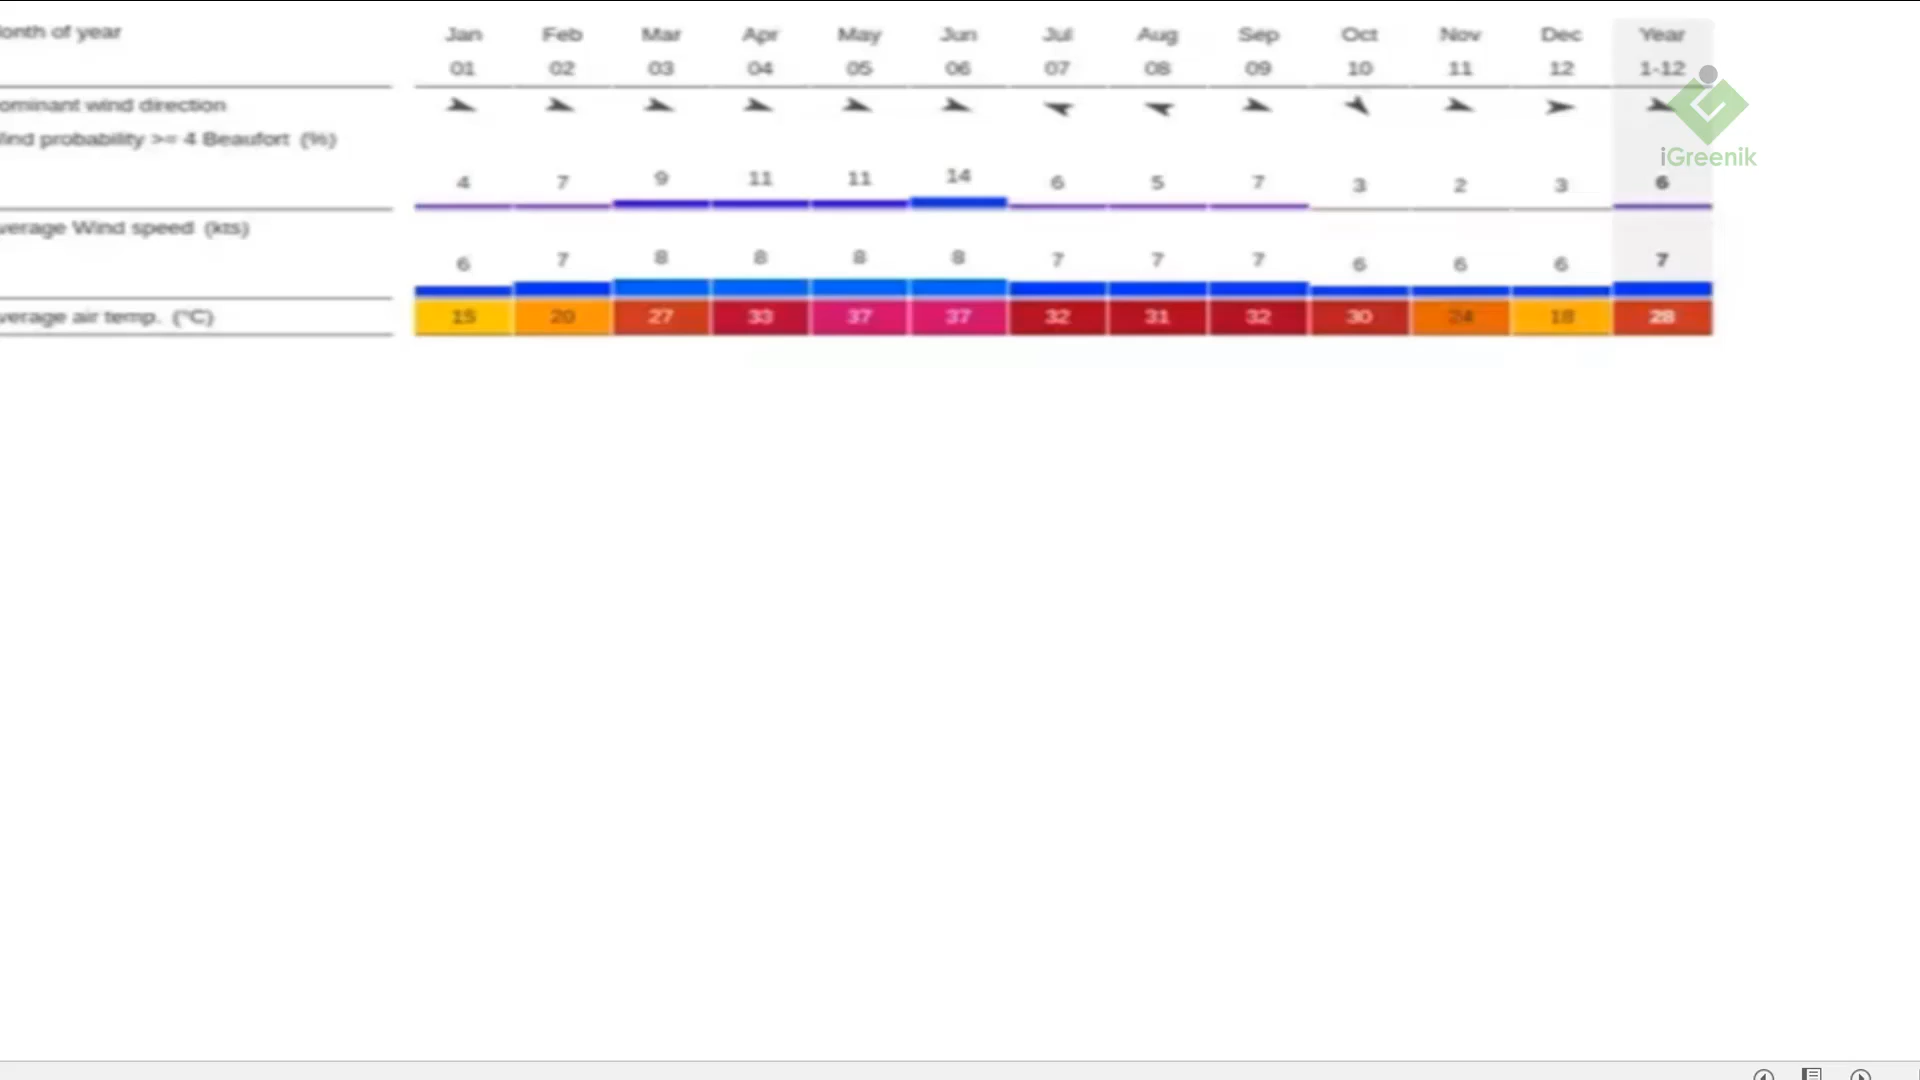 onth of year Jan Feb Mar Apr May Jun Jul Aug Sep Oct Nov Dec Year
01 02 03 04 05 06 07 08 09 10 11 12 1-12
ominant wind direction
ind probability >= 4 Beaufort (%)
4 7 9 11 11 14 6 5 7 3 2 3 6
verage Wind speed (kts)
6 7 8 8 8 8 7 7 7 6 6 6 7
verage air temp. (°C) 15 20 27 33 37 37 32 31 32 30 24 18 28
iGreenik